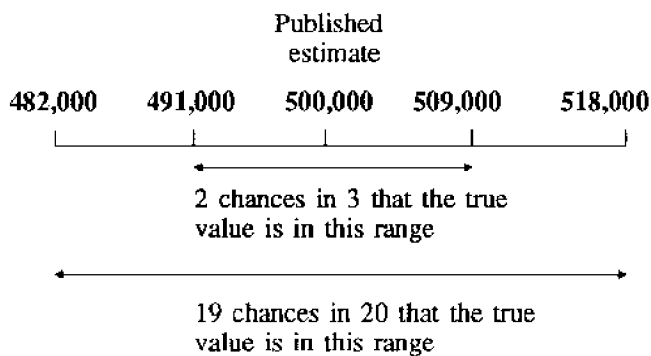 Published
estimate
482,000 491,000 500,000 509,000 518,000
2 chances in 3 that the true
value is in this range
19 chances in 20 that the true
value is in this range